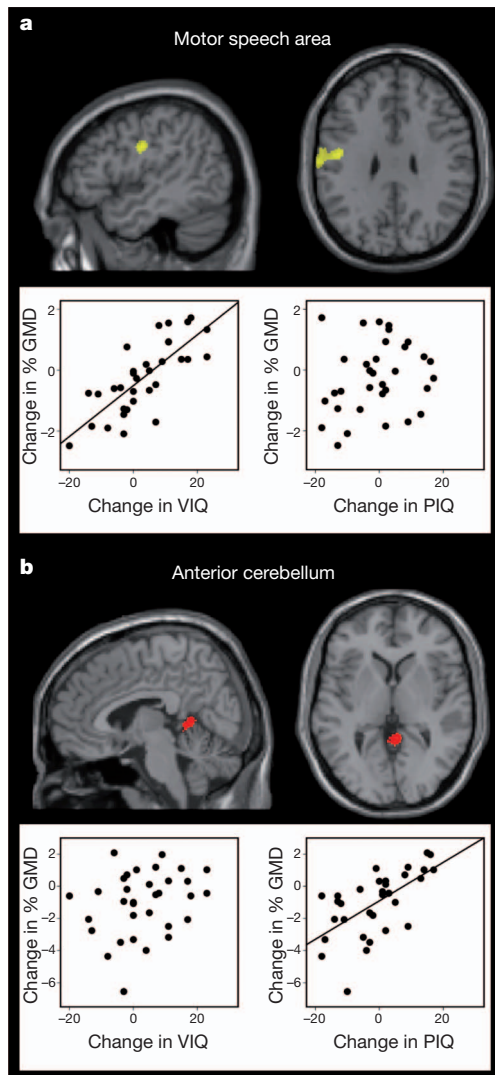 a
Motor speech area
Change in % GMD
2
0
−2
−20 0 20
Change in VIQ
Change in % GMD
2
0
−2
−20 0 20
Change in PIQ
b
Anterior cerebellum
Change in % GMD
2
0
−2
−4
−6
−20 0 20
Change in VIQ
Change in % GMD
2
0
−2
−4
−6
−20 0 20
Change in PIQ